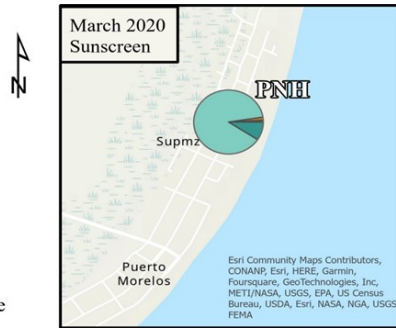 March 2020
Sunscreen
N
PNH
Supmz
Puerto
Morelos
Esri Community Maps Contributors,
CONANP, Esri, HERE, Garmin,
Foursquare, GeoTechnologies, Inc,
METI/NASA, USGS, EPA, US Census
Bureau, USDA, Esri, NASA, NGA, USGS,
FEMA
e